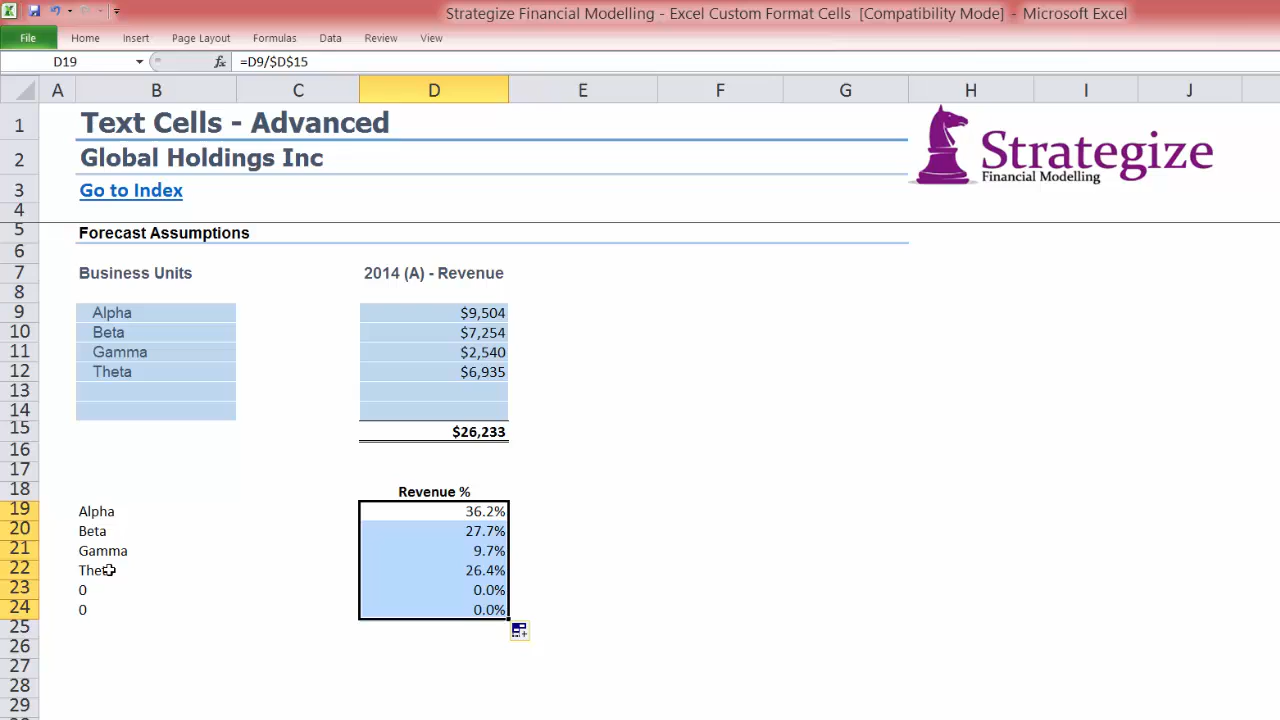 Strategize Financial Modelling - Excel Custom Format Cells [Compatibility Mode] - Microsoft Excel
File Home Insert Page Layout Formulas Data Review View
D19 fx =D9/$D$15
A B C D E F G H I J
1 Text Cells - Advanced
2 Global Holdings Inc
Strategize
Financial Modelling
3 Go to Index
4
5 Forecast Assumptions
6
7 Business Units 2014 (A) - Revenue
8
9 Alpha $9,504
10 Beta $7,254
11 Gamma $2,540
12 Theta $6,935
13
14
15 $26,233
16
17
18 Revenue %
19 Alpha 36.2%
20 Beta 27.7%
21 Gamma 9.7%
22 The 26.4%
23 0 0.0%
24 0 0.0%
25
26
27
28
29